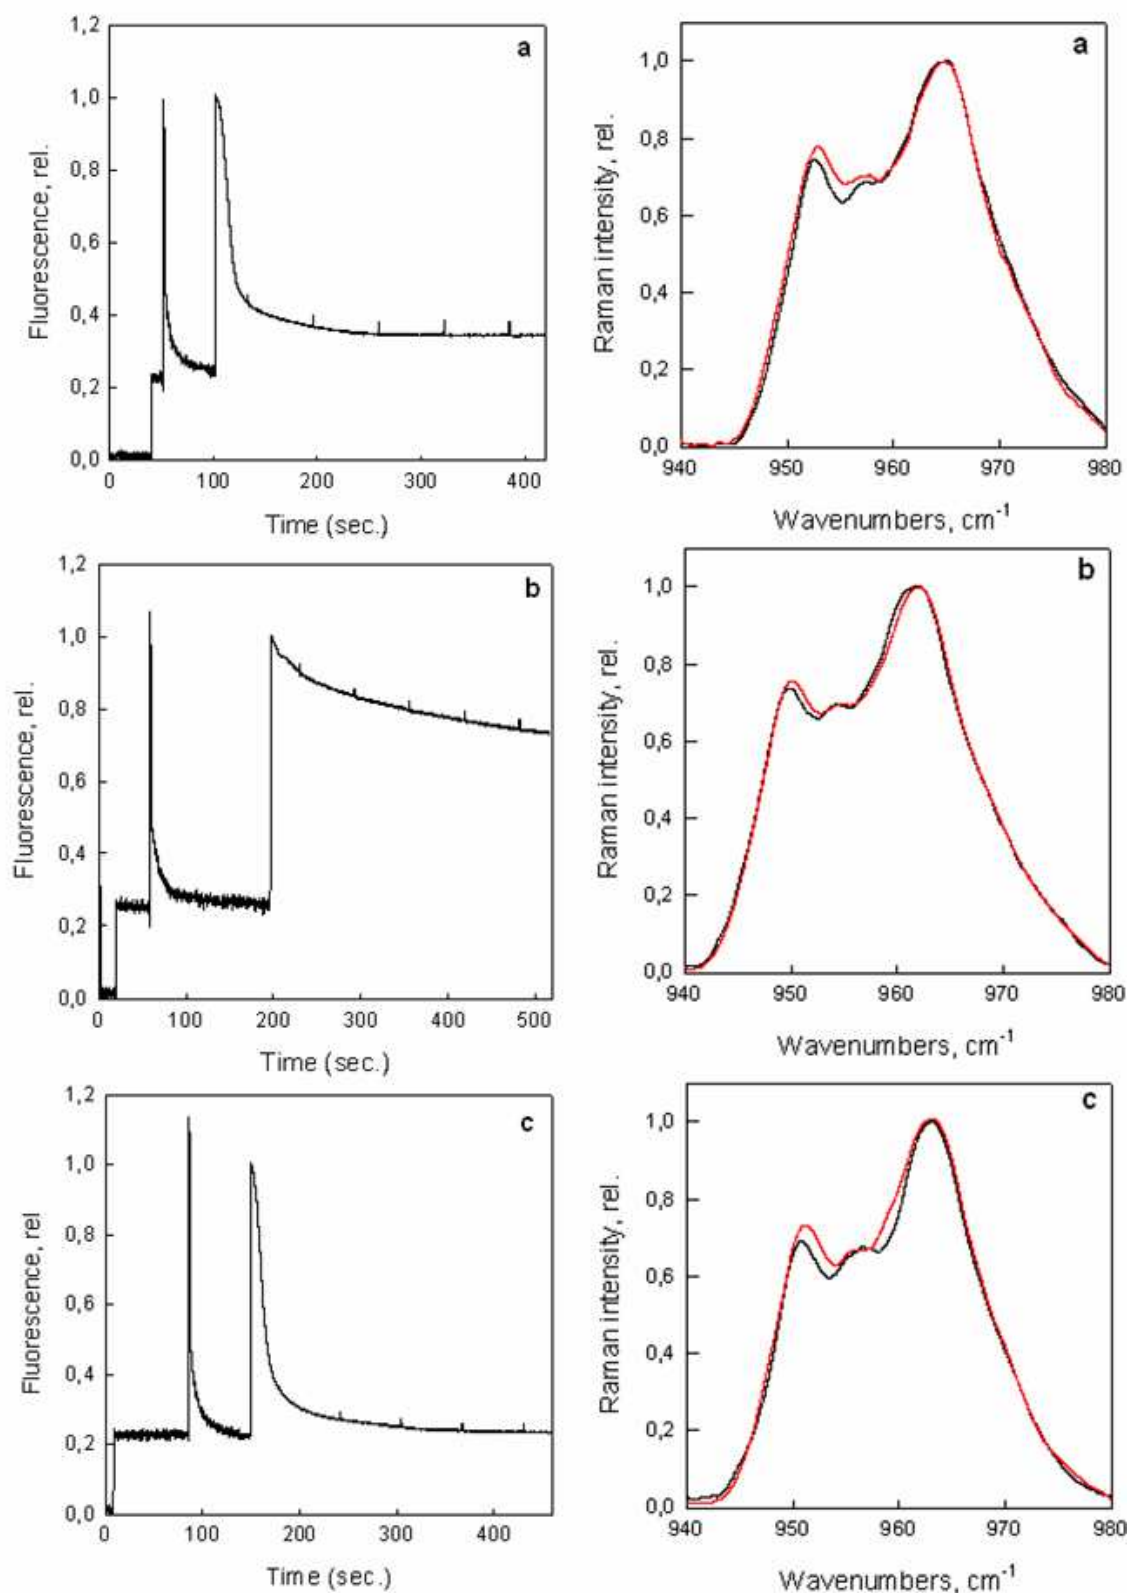 a
1,2
1,0
0,8
0,6
0,4
0,2
0,0
Fluorescence, rel.
0 100 200 300 400
Time (sec.)
a
1,0
0,8
0,6
0,4
0,2
0,0
Raman intensity, rel.
940 950 960 970 980
Wavenumbers, cm⁻¹
b
1,2
1,0
0,8
0,6
0,4
0,2
0,0
Fluorescence, rel.
0 100 200 300 400 500
Time (sec.)
b
1,0
0,8
0,6
0,4
0,2
0,0
Raman intensity, rel.
940 950 960 970 980
Wavenumbers, cm⁻¹
c
1,2
1,0
0,8
0,6
0,4
0,2
0,0
Fluorescence, rel
0 100 200 300 400
Time (sec.)
c
1,0
0,8
0,6
0,4
0,2
0,0
Raman intensity, rel.
940 950 960 970 980
Wavenumbers, cm⁻¹